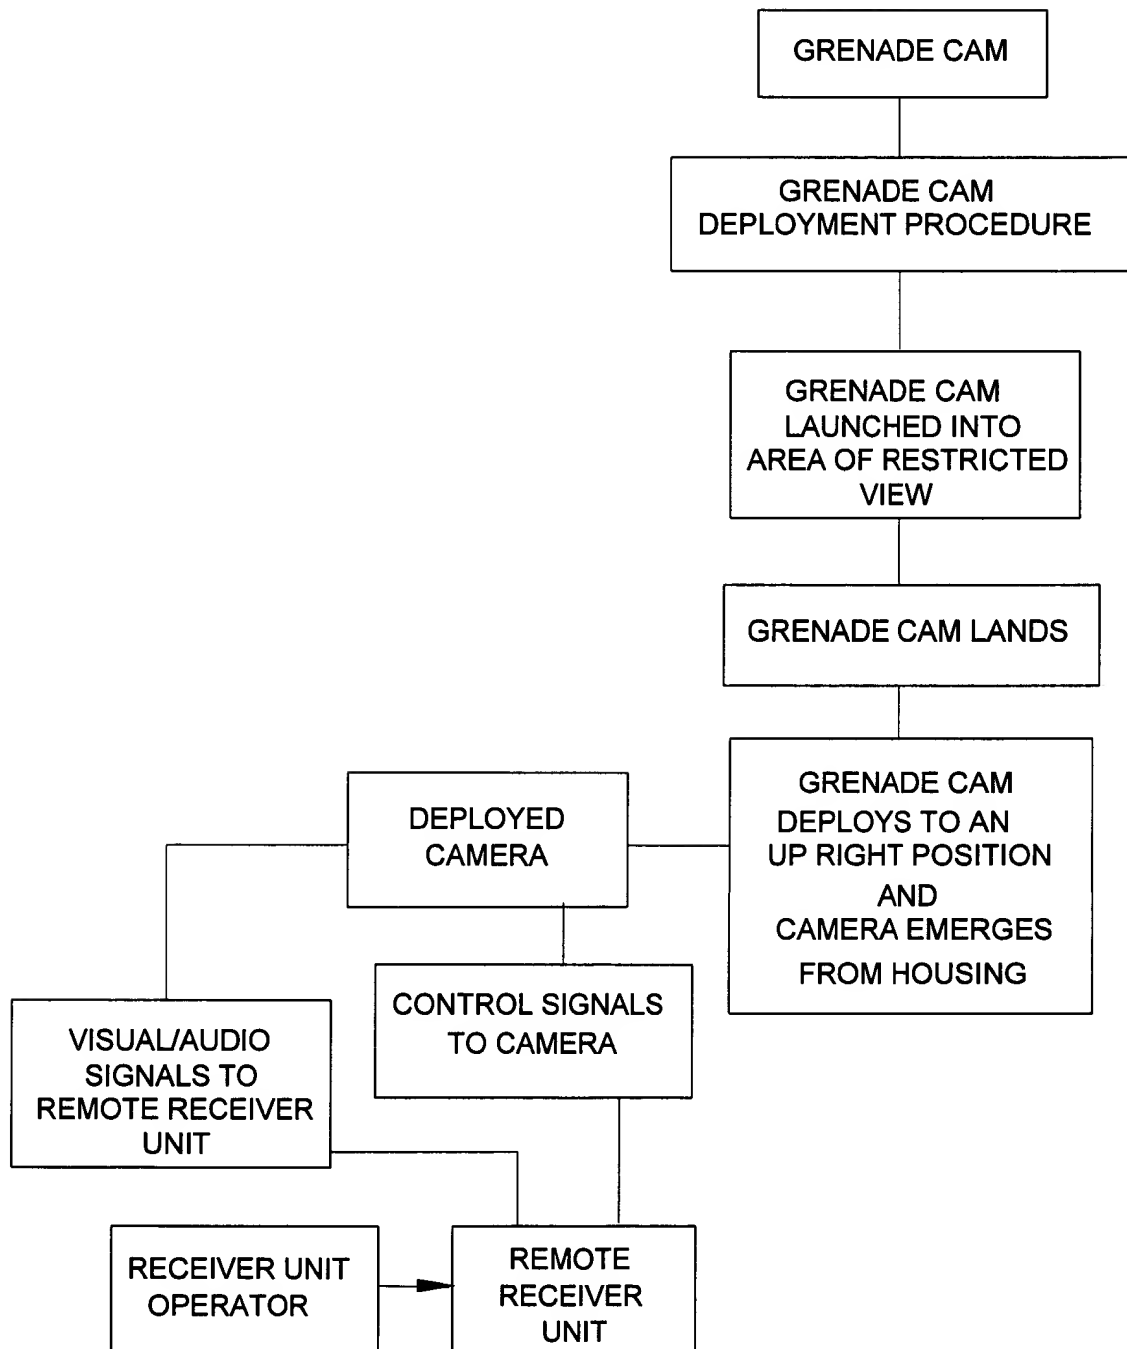 GRENADE CAM
GRENADE CAM
DEPLOYMENT PROCEDURE
GRENADE CAM
LAUNCHED INTO
AREA OF RESTRICTED
VIEW
GRENADE CAM LANDS
GRENADE CAM
DEPLOYS TO AN
UP RIGHT POSITION
AND
CAMERA EMERGES
FROM HOUSING
DEPLOYED
CAMERA
CONTROL SIGNALS
TO CAMERA
VISUAL/AUDIO
SIGNALS TO
REMOTE RECEIVER
UNIT
RECEIVER UNIT
OPERATOR
REMOTE
RECEIVER
UNIT